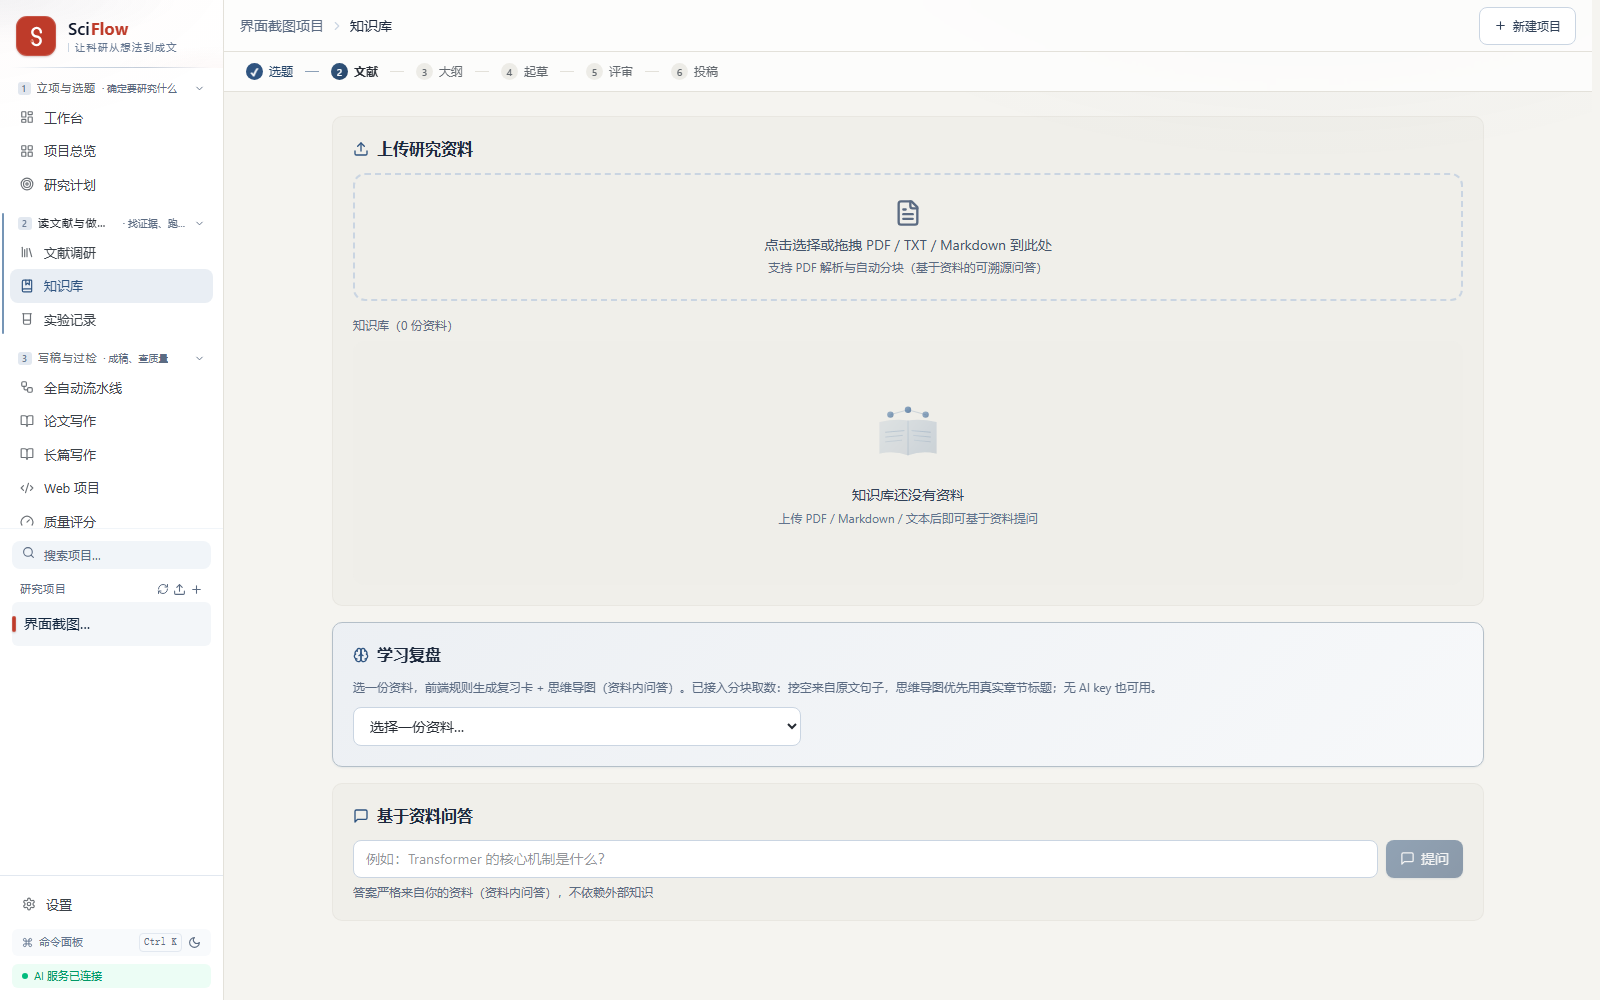 S
SciFlow
让科研从想法到成文
1 立项与选题 · 确定要研究什么
工作台
项目总览
研究计划
2 读文献与做... · 找证据、跑...
文献调研
知识库
实验记录
3 写稿与过检 · 成稿、查质量
全自动流水线
论文写作
长篇写作
Web 项目
质量评分
搜索项目...
研究项目
界面截图...
设置
命令面板 Ctrl K
AI 服务已连接
界面截图项目 > 知识库
新建项目
选题 — 2 文献 — 3 大纲 — 4 起草 — 5 评审 — 6 投稿
上传研究资料
点击选择或拖拽 PDF / TXT / Markdown 到此处
支持 PDF 解析与自动分块（基于资料的可溯源问答）
知识库（0 份资料）
知识库还没有资料
上传 PDF / Markdown / 文本后即可基于资料提问
学习复盘
选一份资料，前端规则生成复习卡 + 思维导图（资料内问答）。已接入分块取数：挖空来自原文句子，思维导图优先用真实章节标题；无 AI key 也可用。
选择一份资料...
基于资料问答
例如：Transformer 的核心机制是什么？
提问
答案严格来自你的资料（资料内问答），不依赖外部知识